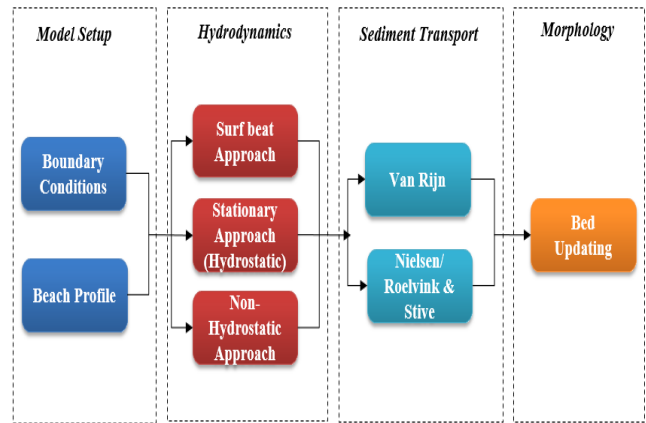 Model Setup
Hydrodynamics
Sediment Transport
Morphology
Boundary
Conditions
Beach Profile
Surf beat
Approach
Stationary
Approach
(Hydrostatic)
Non-
Hydrostatic
Approach
Van Rijn
Nielsen/
Roelvink &
Stive
Bed
Updating